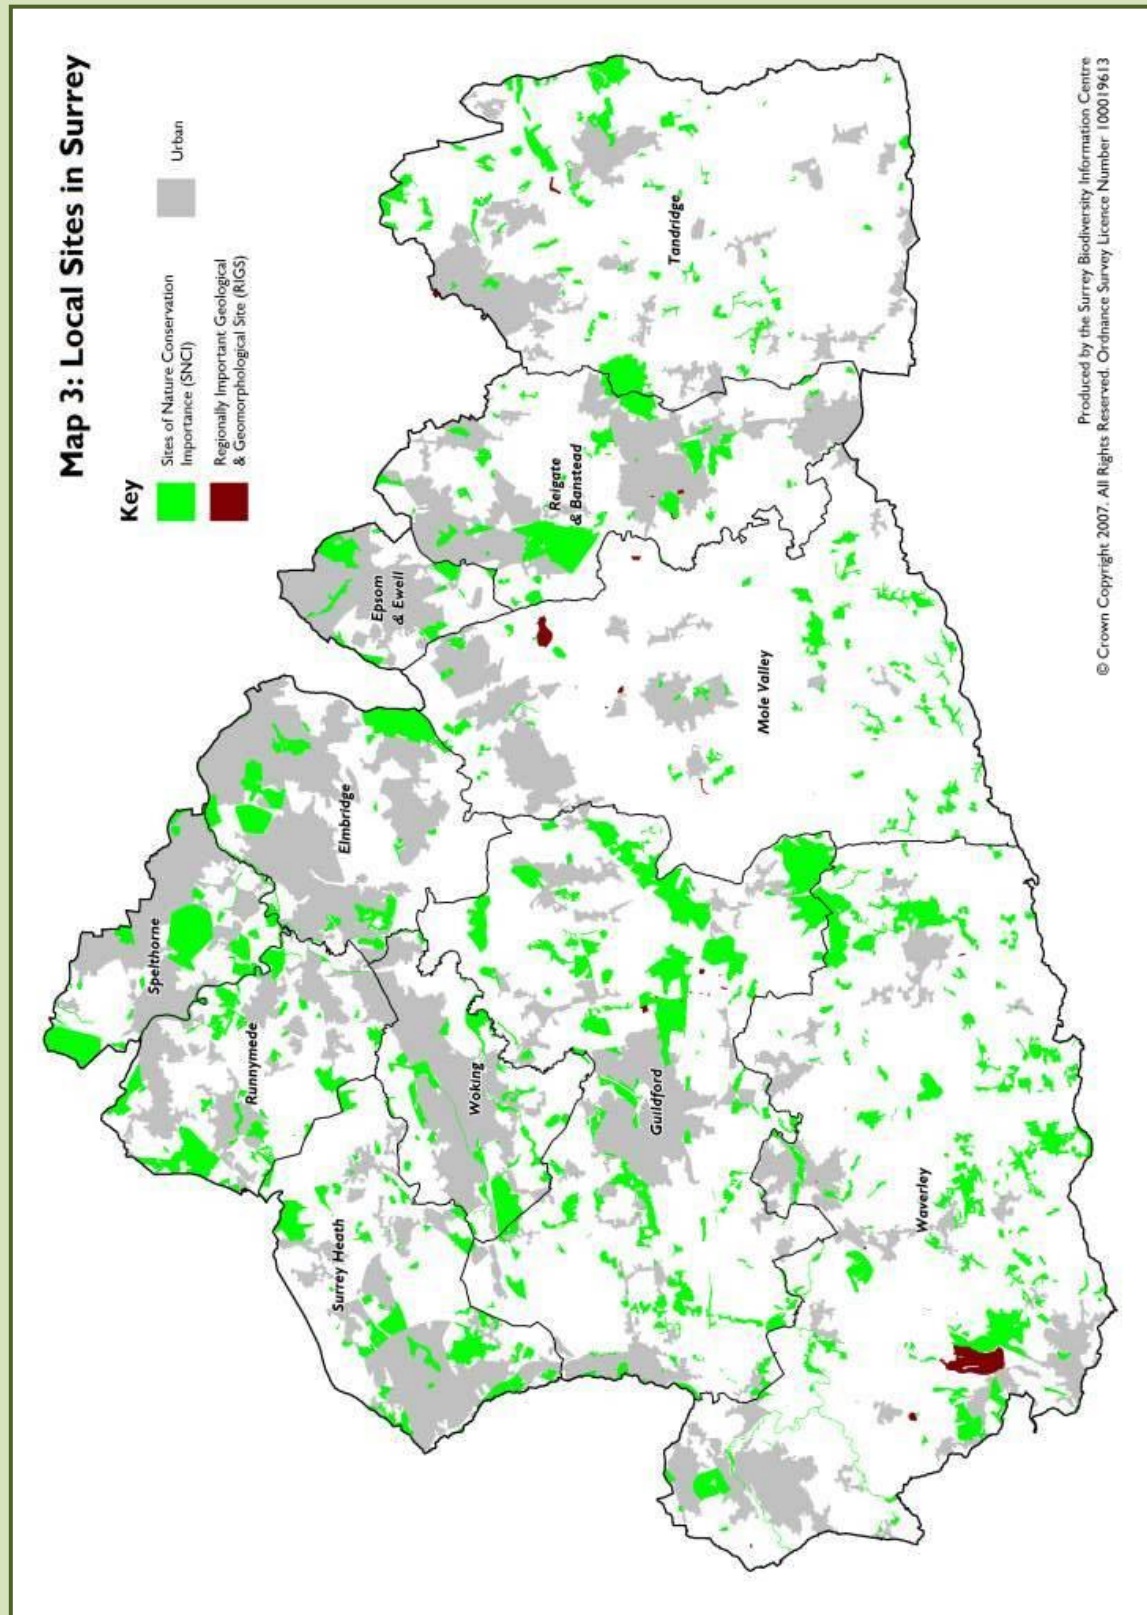 Map 3: Local Sites in Surrey
Key
Sites of Nature Conservation
Importance (SNCI)
Regionally Important Geological
& Geomorphological Site (RIGS)
Urban
Spelthorne
Runnymede
Elmbridge
Epsom
& Ewell
Surrey Heath
Woking
Guildford
Reigate
& Banstead
Tandridge
Mole Valley
Waverley
Produced by the Surrey Biodiversity Information Centre
© Crown Copyright 2007. All Rights Reserved. Ordnance Survey Licence Number 100019613